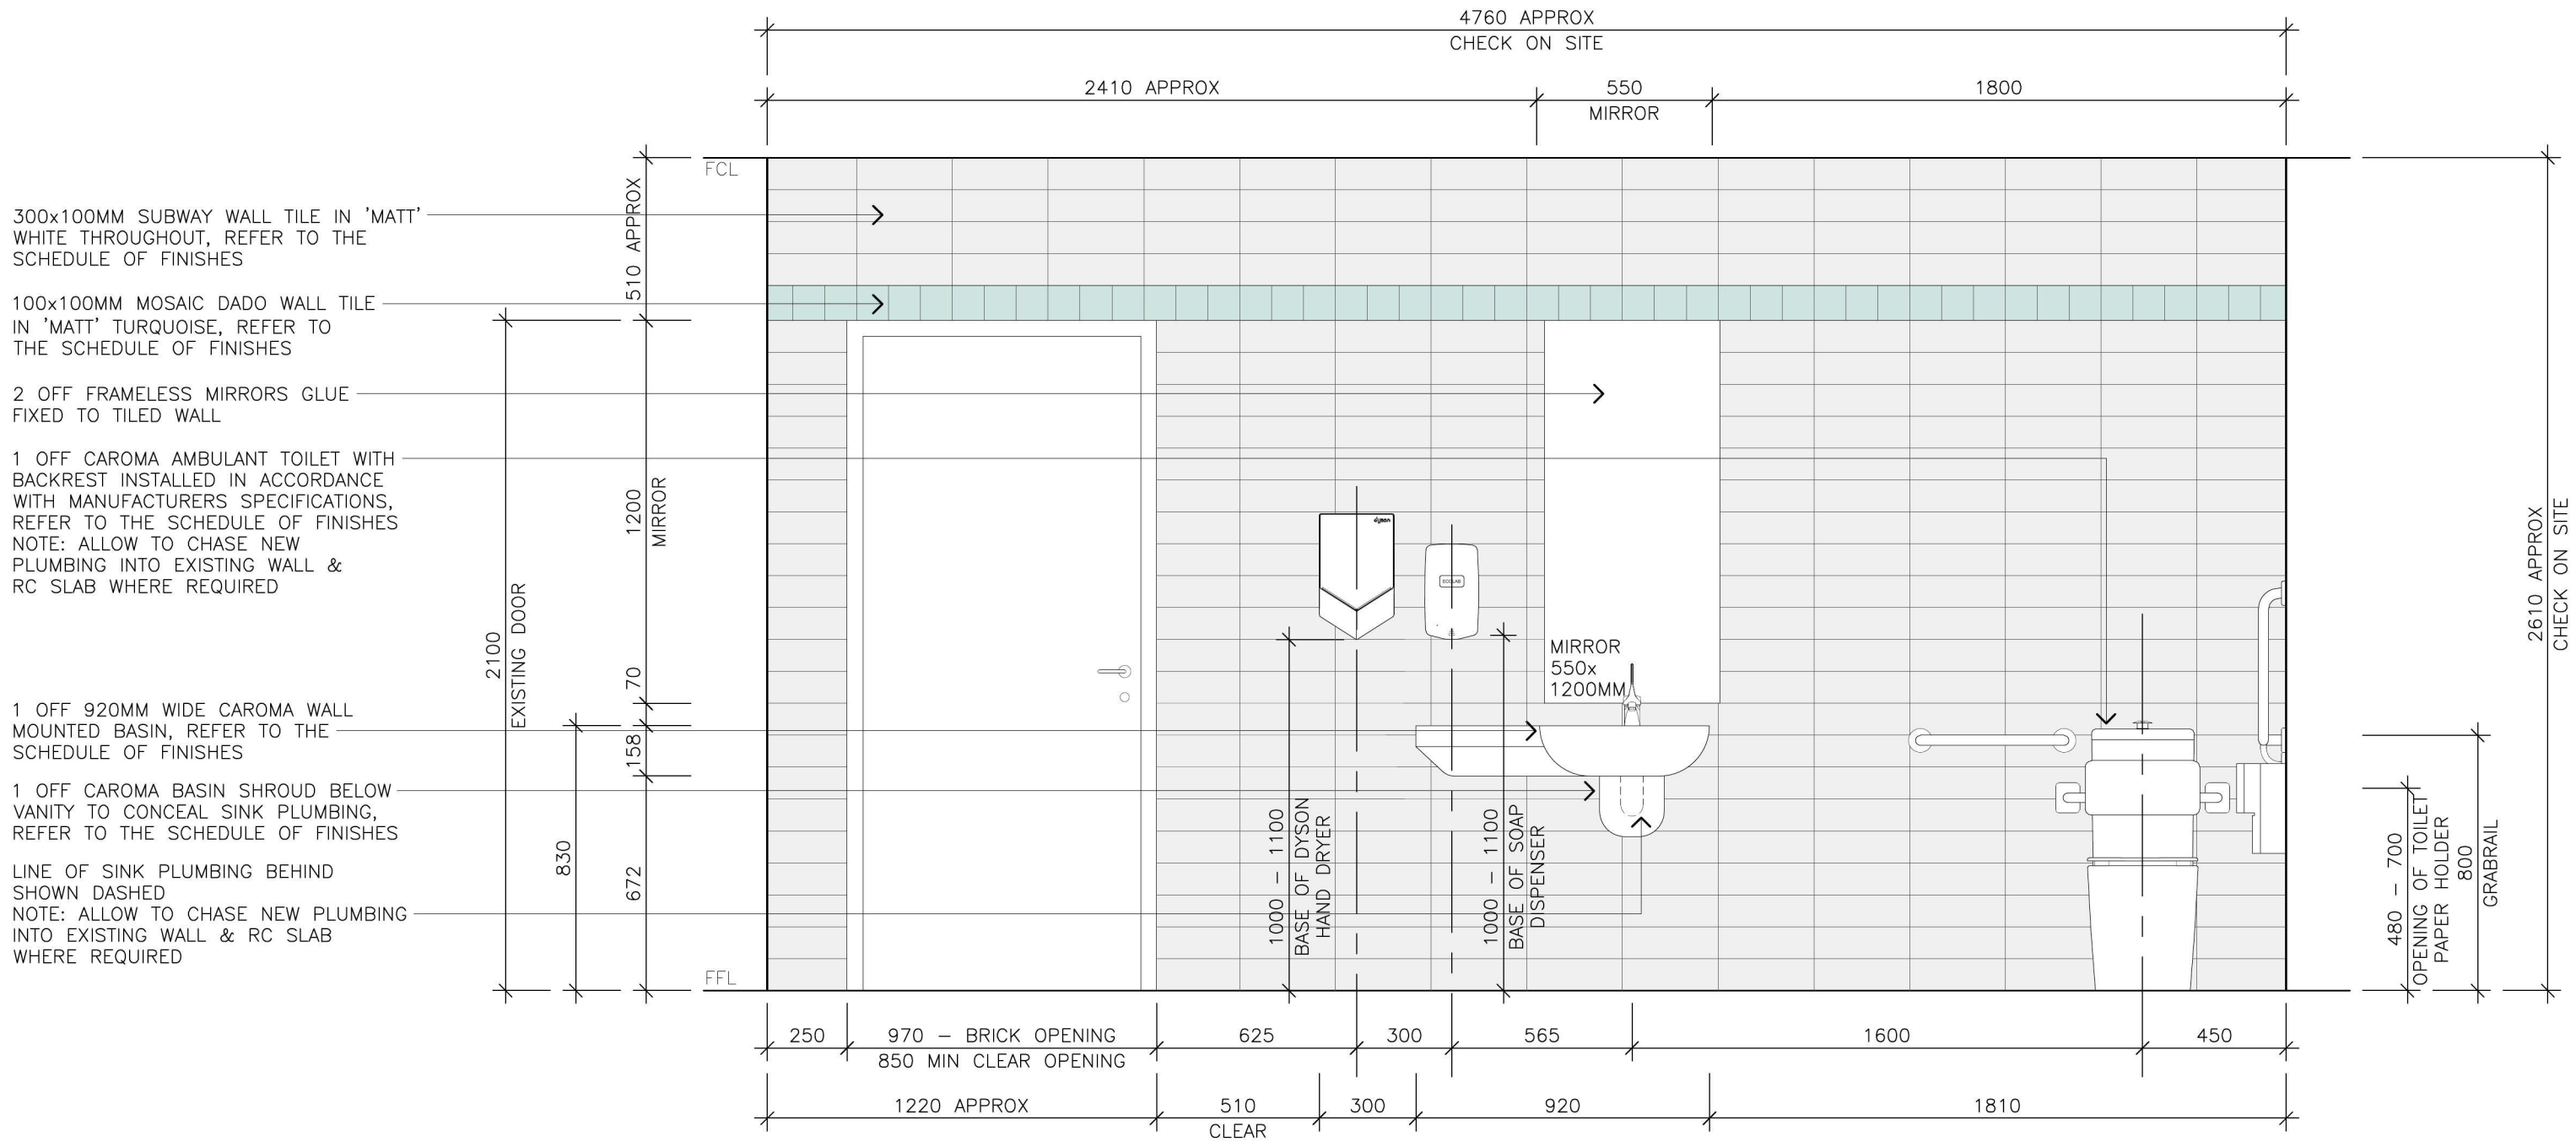 4760 APPROX
CHECK ON SITE
2410 APPROX
550
MIRROR
1800
FCL
510 APPROX
300x100MM SUBWAY WALL TILE IN 'MATT'
WHITE THROUGHOUT, REFER TO THE
SCHEDULE OF FINISHES
100x100MM MOSAIC DADO WALL TILE
IN 'MATT' TURQUOISE, REFER TO
THE SCHEDULE OF FINISHES
2 OFF FRAMELESS MIRRORS GLUE
FIXED TO TILED WALL
1 OFF CAROMA AMBULANT TOILET WITH
BACKREST INSTALLED IN ACCORDANCE
WITH MANUFACTURERS SPECIFICATIONS,
REFER TO THE SCHEDULE OF FINISHES
NOTE: ALLOW TO CHASE NEW
PLUMBING INTO EXISTING WALL &
RC SLAB WHERE REQUIRED
1 OFF 920MM WIDE CAROMA WALL
MOUNTED BASIN, REFER TO THE
SCHEDULE OF FINISHES
1 OFF CAROMA BASIN SHROUD BELOW
VANITY TO CONCEAL SINK PLUMBING,
REFER TO THE SCHEDULE OF FINISHES
LINE OF SINK PLUMBING BEHIND
SHOWN DASHED
NOTE: ALLOW TO CHASE NEW PLUMBING
INTO EXISTING WALL & RC SLAB
WHERE REQUIRED
2100
EXISTING DOOR
830
1200
MIRROR
70
158
672
FFL
dyson
ECOLAB
MIRROR
550x
1200MM
1000 - 1100
BASE OF DYSON
HAND DRYER
1000 - 1100
BASE OF SOAP
DISPENSER
480 - 700
OPENING OF TOILET
PAPER HOLDER
800
GRABRAIL
2610 APPROX
CHECK ON SITE
250
970 - BRICK OPENING
850 MIN CLEAR OPENING
625
300
565
1600
450
1220 APPROX
510
CLEAR
300
920
1810